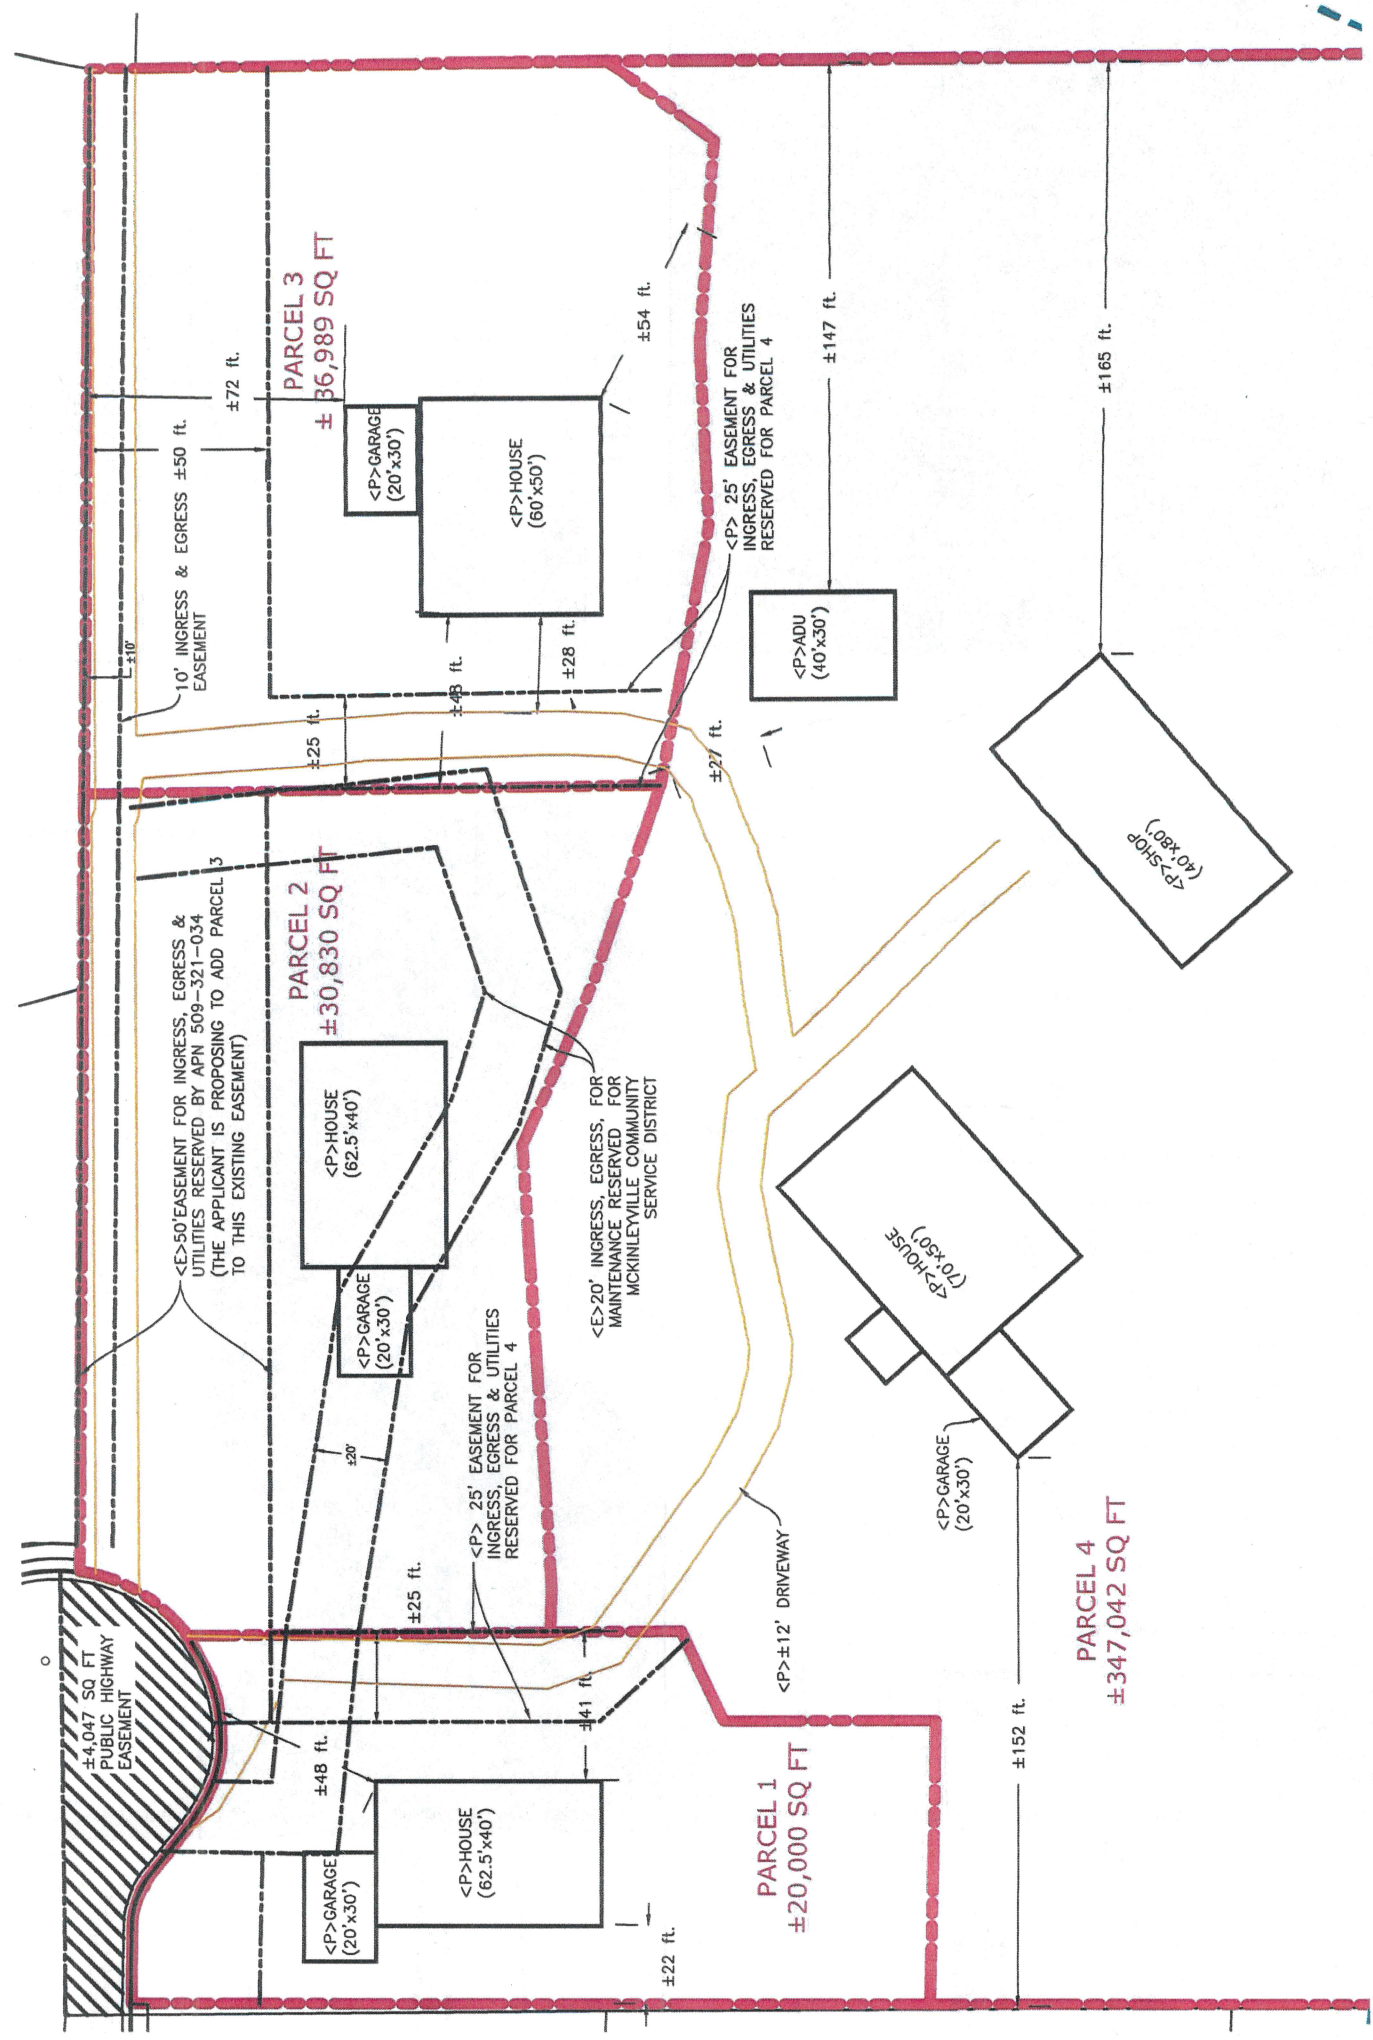 ±4,047 SQ FT
PUBLIC HIGHWAY
EASEMENT
<P>GARAGE
(20'x30')
<P>HOUSE
(62.5'x40')
±48 ft.
±22 ft.
PARCEL 1
±20,000 SQ FT
±41 ft.
±25 ft.
<P> 25' EASEMENT FOR
INGRESS, EGRESS & UTILITIES
RESERVED FOR PARCEL 4
<P>±12' DRIVEWAY
±152 ft.
PARCEL 4
±347,042 SQ FT
<P>GARAGE
(20'x30')
<P>HOUSE
(70'x50')
<E>50'EASEMENT FOR INGRESS, EGRESS &
UTILITIES RESERVED BY APN 509-321-034
(THE APPLICANT IS PROPOSING TO ADD PARCEL 3
TO THIS EXISTING EASEMENT)
PARCEL 2
±30,830 SQ FT
<P>HOUSE
(62.5'x40')
<P>GARAGE
(20'x30')
±20'
<E>20' INGRESS, EGRESS, FOR
MAINTENANCE RESERVED FOR
MCKINLEYVILLE COMMUNITY
SERVICE DISTRICT
±10'
10' INGRESS & EGRESS
EASEMENT
±50 ft.
±72 ft.
PARCEL 3
± 36,989 SQ FT
<P>GARAGE
(20'x30')
<P>HOUSE
(60'x50')
±54 ft.
±25 ft.
±43 ft.
±28 ft.
±27 ft.
<P> 25' EASEMENT FOR
INGRESS, EGRESS & UTILITIES
RESERVED FOR PARCEL 4
<P>ADU
(40'x30')
±147 ft.
±165 ft.
<P>SHOP
(40'x80')